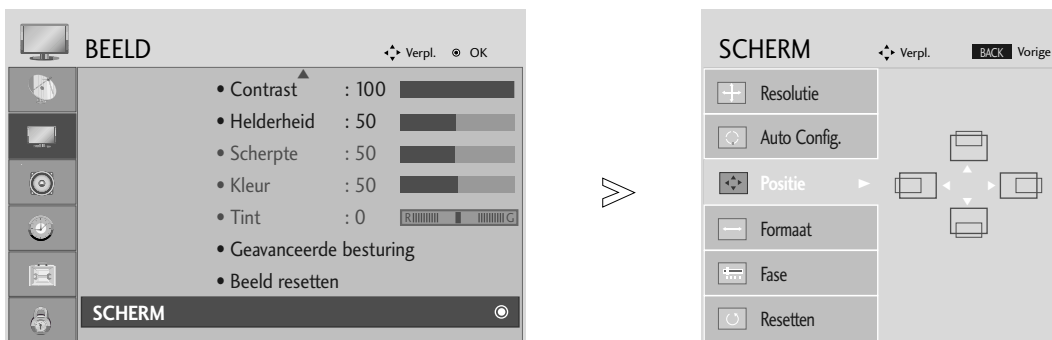 BEELD
Verpl. OK
• Contrast : 100
• Helderheid : 50
• Scherpte : 50
• Kleur : 50
• Tint : 0 R G
• Geavanceerde besturing
• Beeld resetten
SCHERM
SCHERM
Verpl. BACK Vorige
Resolutie
Auto Config.
Positie
Formaat
Fase
Resetten